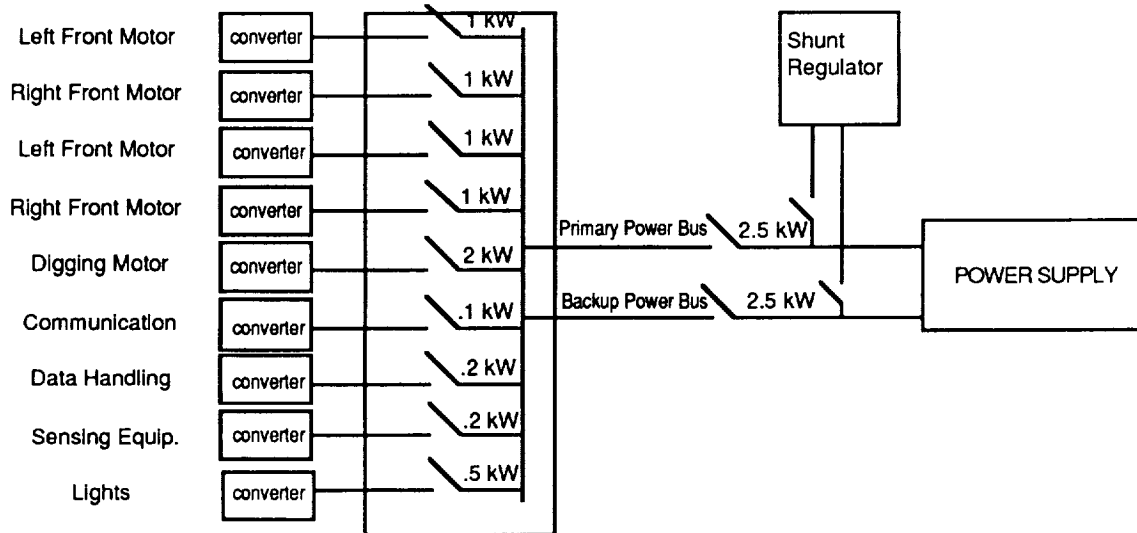 Left Front Motor converter 1 kW
Right Front Motor converter 1 kW
Left Front Motor converter 1 kW
Right Front Motor converter 1 kW
Digging Motor converter 2 kW
Communication converter .1 kW
Data Handling converter .2 kW
Sensing Equip. converter .2 kW
Lights converter .5 kW
Shunt
Regulator
Primary Power Bus 2.5 kW
Backup Power Bus 2.5 kW
POWER SUPPLY